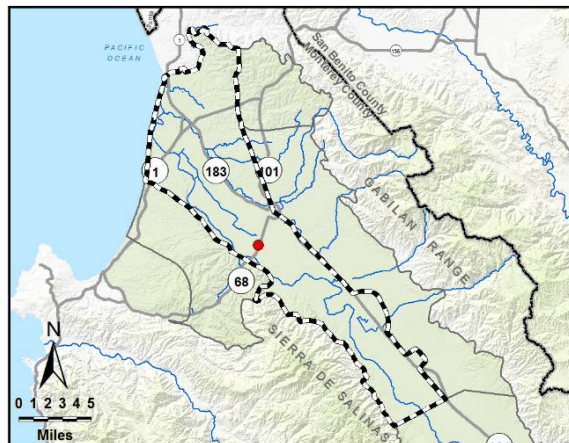 1
156
PACIFIC
OCEAN
San Benito County
Monterey County
183
101
1
GABILAN RANGE
68
SIERRA DE SALINAS
N
0 1 2 3 4 5
Miles